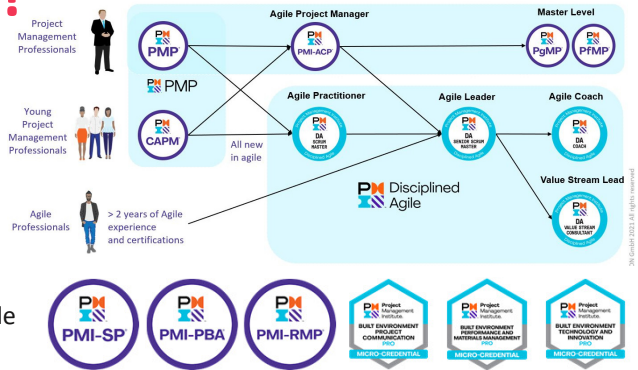 Project
Management
Professionals
PMP
PMP
Agile Project Manager
PMI-ACP
Master Level
PgMP
PfMP
Young
Project
Management
Professionals
CAPM
All new
in agile
Agile Practitioner
DA
SCRUM
MASTER
Agile Leader
DA
SENIOR SCRUM
MASTER
Agile Coach
DA
COACH
Value Stream Lead
DA
VALUE STREAM
CONSULTANT
Disciplined
Agile
Agile
Professionals
> 2 years of Agile
experience
and certifications
GmbH 2021 All rights reserved
PMI-SP
PMI-PBA
PMI-RMP
Project
Management
Institute.
BUILT ENVIRONMENT
PROJECT
COMMUNICATION
PRO
MICRO-CREDENTIAL
Project
Management
Institute.
BUILT ENVIRONMENT
PERFORMANCE AND
MATERIALS MANAGEMENT
PRO
MICRO-CREDENTIAL
Project
Management
Institute.
BUILT ENVIRONMENT
TECHNOLOGY AND
INNOVATION
PRO
MICRO-CREDENTIAL